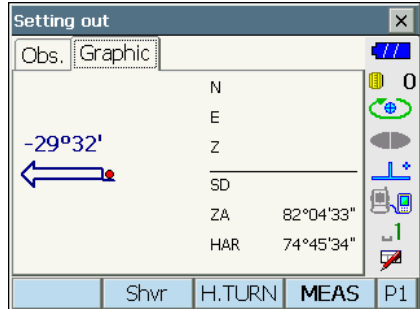 Setting out
Obs. Graphic
0
N
E
-29°32' Z
SD
ZA 82°04'33"
HAR 74°45'34"
1
Shvr H.TURN MEAS P1